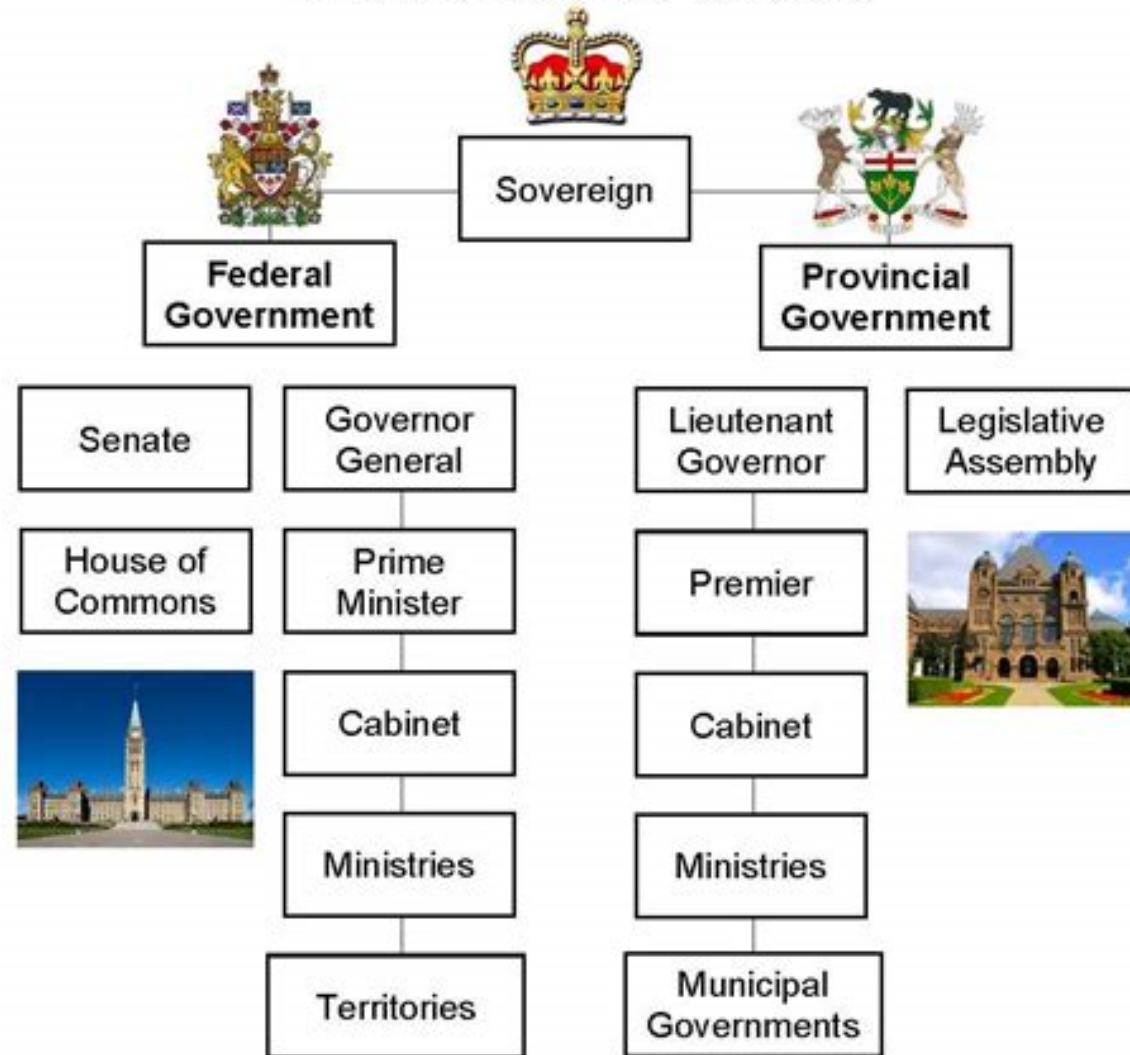 Sovereign
Federal
Government
Provincial
Government
Senate
Governor
General
Lieutenant
Governor
Legislative
Assembly
House of
Commons
Prime
Minister
Premier
Cabinet
Cabinet
Ministries
Ministries
Territories
Municipal
Governments